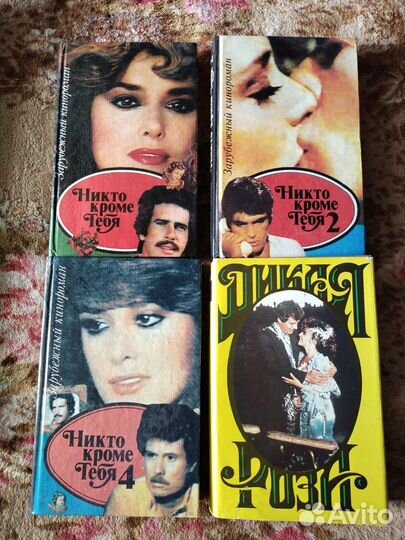 Зарубежный кинороман
Никто
кроме
Тебя
Зарубежный кинороман
Никто
кроме
Тебя 2
Зарубежный кинороман
Никто
кроме
Тебя 4
ДИКАЯ
РОЗА
Avito